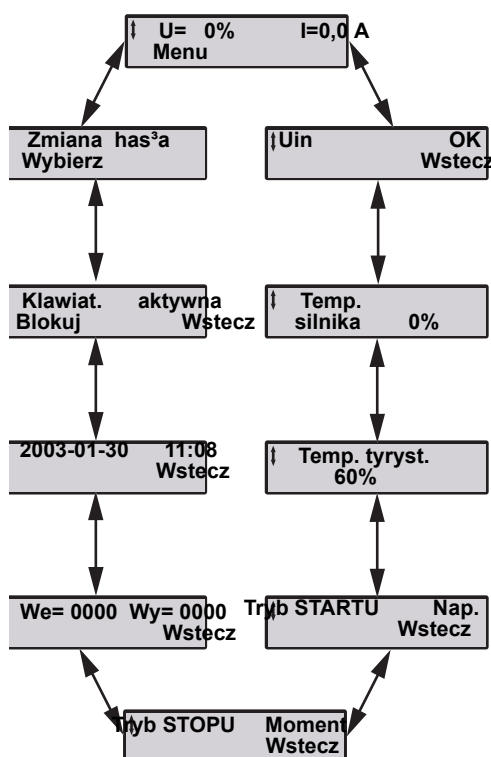 U= 0% I=0,0 A
Menu
Zmiana has³a
Wybierz
Uin OK
Wstecz
Klawiat. aktywna
Blokuj Wstecz
Temp.
silnika 0%
2003-01-30 11:08
Wstecz
Temp. tyryst.
60%
We= 0000 Wy= 0000
Wstecz
Tryb STARTU Nap.
Wstecz
Tryb STOPU Moment
Wstecz